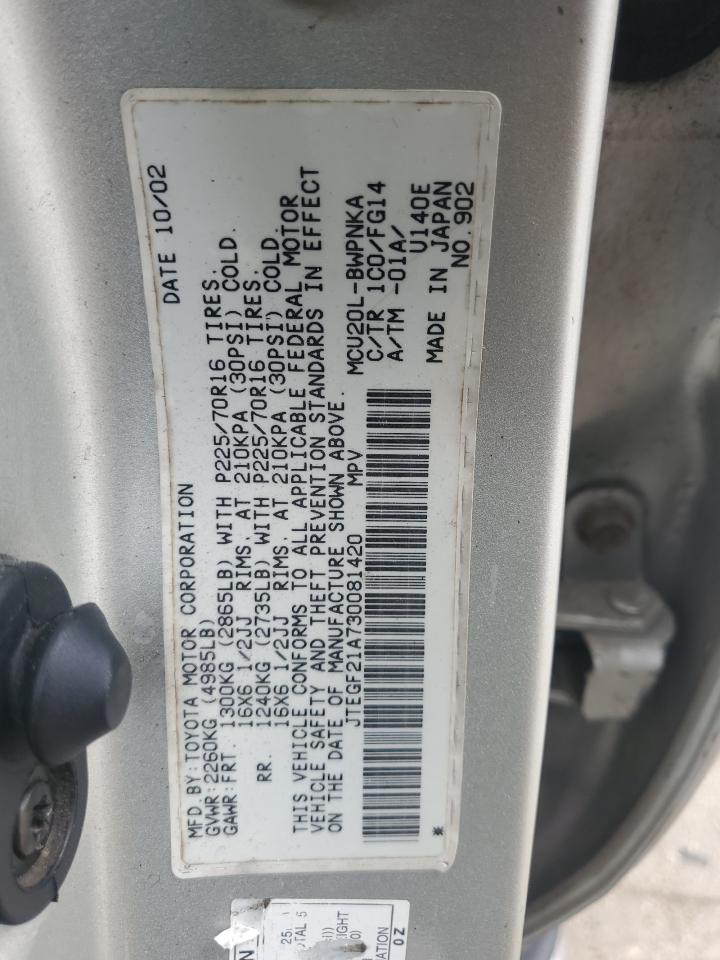 DATE 10/02
MFD. BY: TOYOTA MOTOR CORPORATION
GVWR: 2260KG (4985LB)
GAWR: FRT. 1300KG (2865LB) WITH P225/70R16 TIRES,
16X6 1/2JJ RIMS, AT 210KPA (30PSI) COLD.
RR. 1240KG (2735LB) WITH P225/70R16 TIRES,
16X6 1/2JJ RIMS, AT 210KPA (30PSI) COLD.
THIS VEHICLE CONFORMS TO ALL APPLICABLE FEDERAL MOTOR
VEHICLE SAFETY AND THEFT PREVENTION STANDARDS IN EFFECT
ON THE DATE OF MANUFACTURE SHOWN ABOVE.
JTEGF21A730081420 MPV
MCU20L-BWPNKA
C/TR 1C0/FG14
A/TM -01A/
U140E
MADE IN JAPAN
NO. 902
※